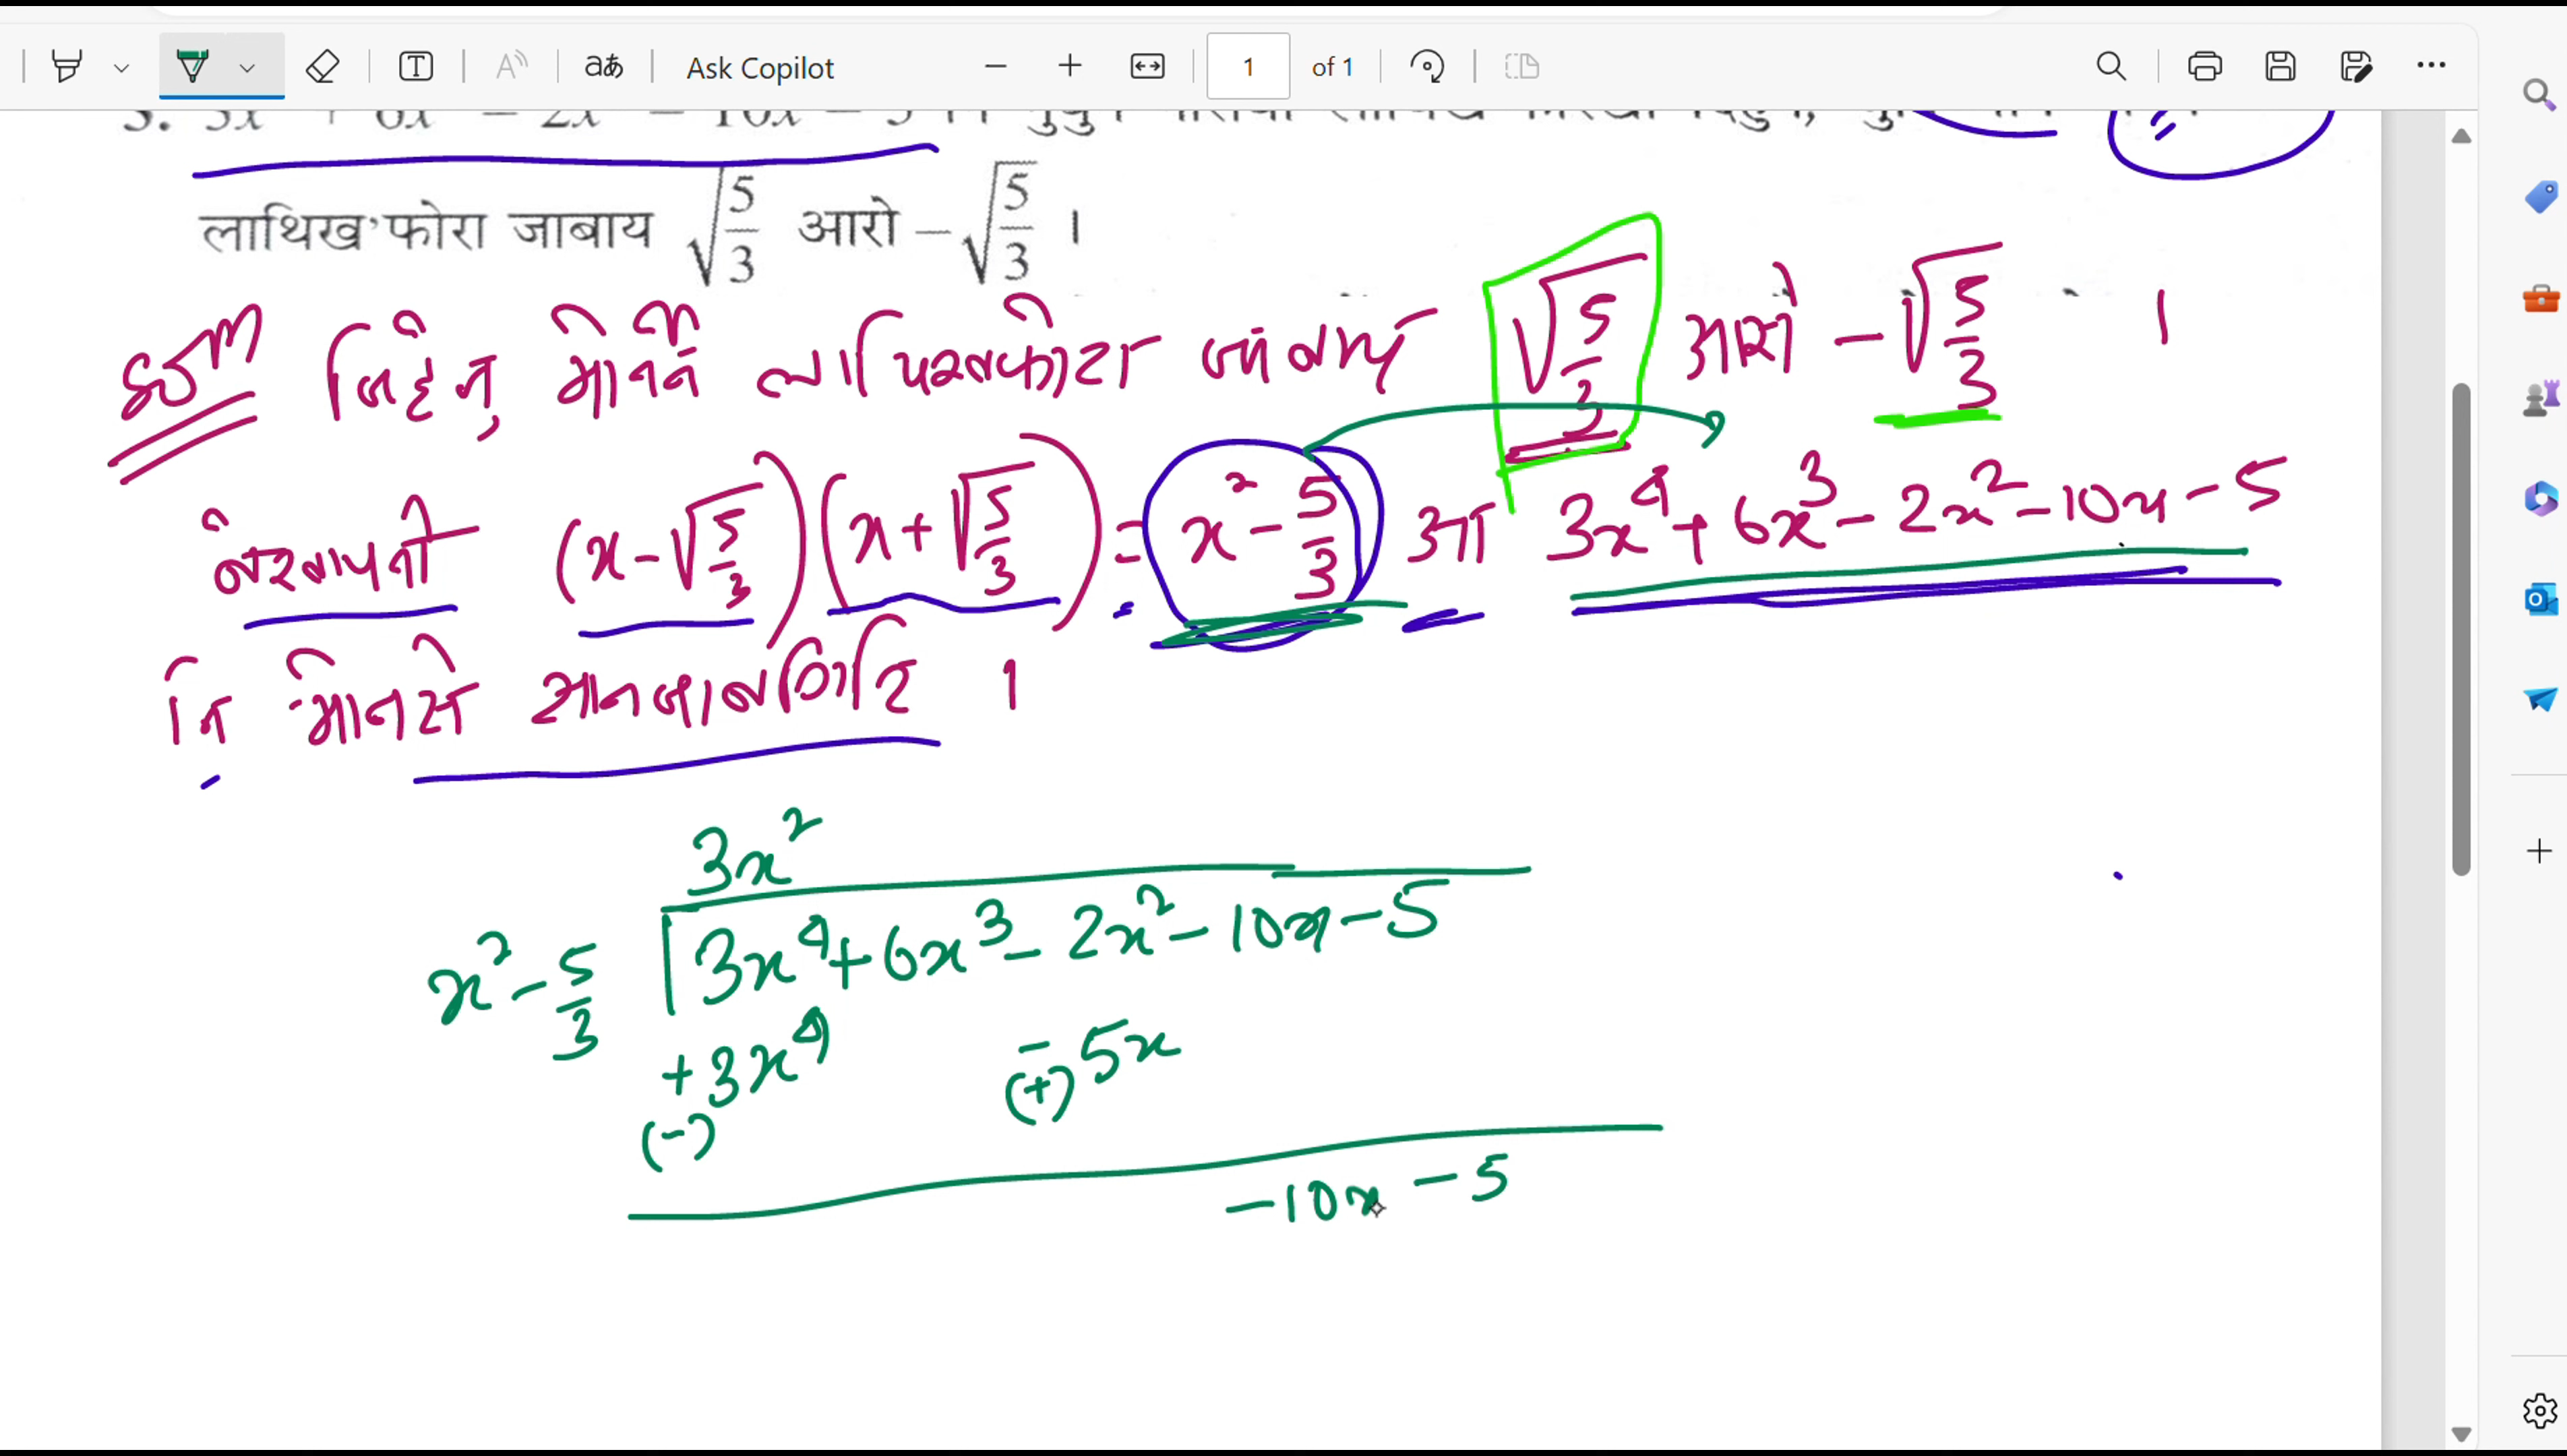 Ask Copilot 1 of 1
लाथिख'फोरा जाबाय √5/3 आरो – √5/3 ।
लाथिखफोरा जाबाय √5/3 आरो – √5/3 ।
(x – √5/3)(x + √5/3) = x² – 5/3 आ 3x⁴ + 6x³ – 2x² – 10x – 5
नि मोनसे सानजाबगिरि ।
3x²
x² – 5/3 3x⁴ + 6x³ – 2x² – 10x – 5
+3x⁴ – 5x
(–) (+)
– 10x – 5